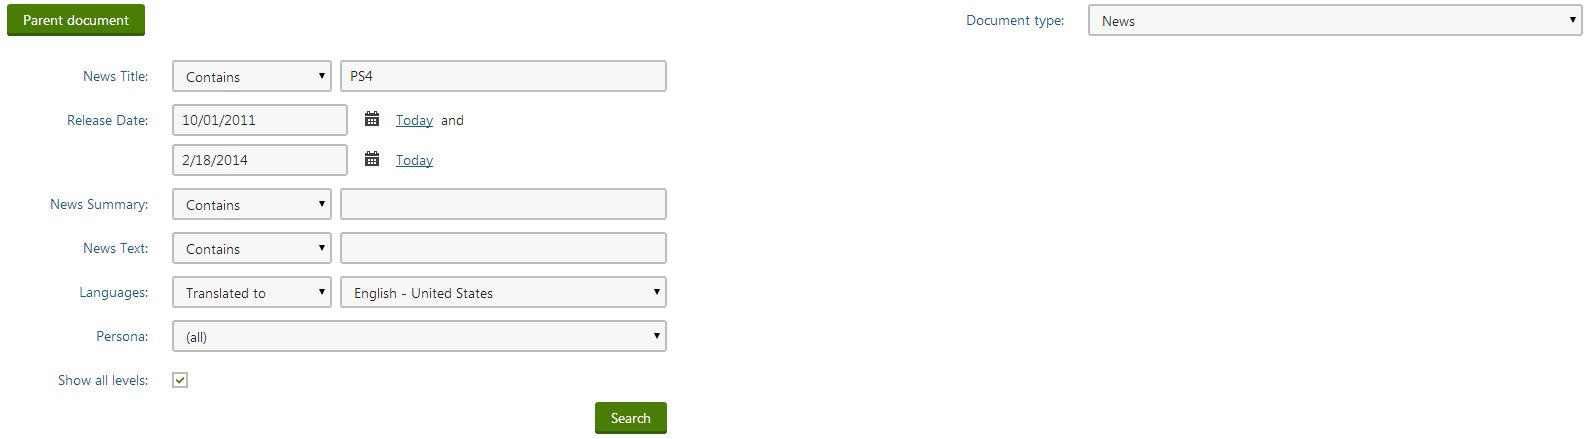 Parent document Document type: News
News Title: Contains PS4
Release Date: 10/01/2011 Today and
2/18/2014 Today
News Summary: Contains
News Text: Contains
Languages: Translated to English - United States
Persona: (all)
Show all levels:
Search